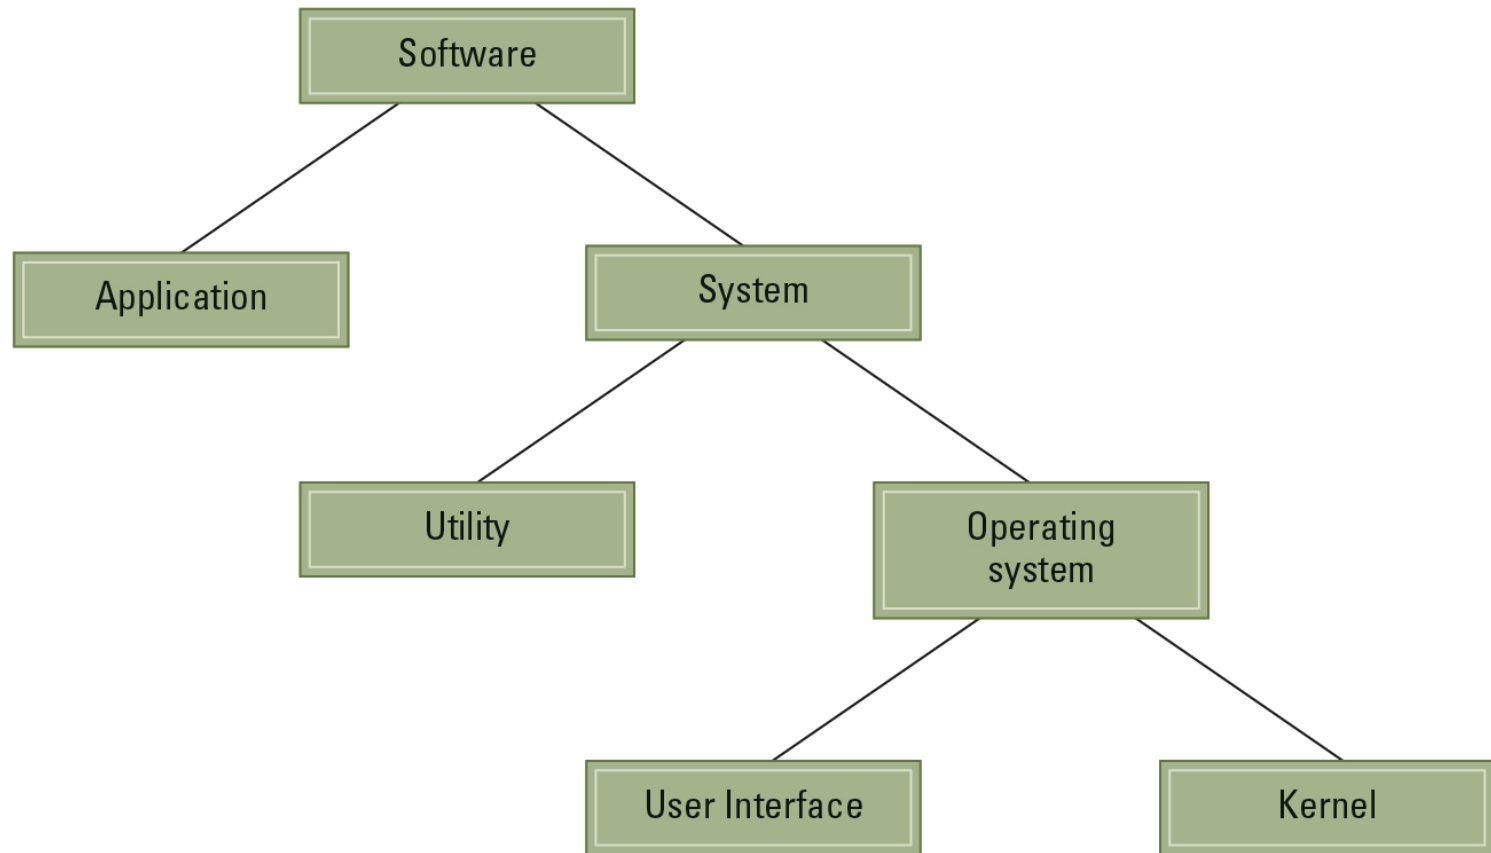 Software
Application
System
Utility
Operating
system
User Interface
Kernel